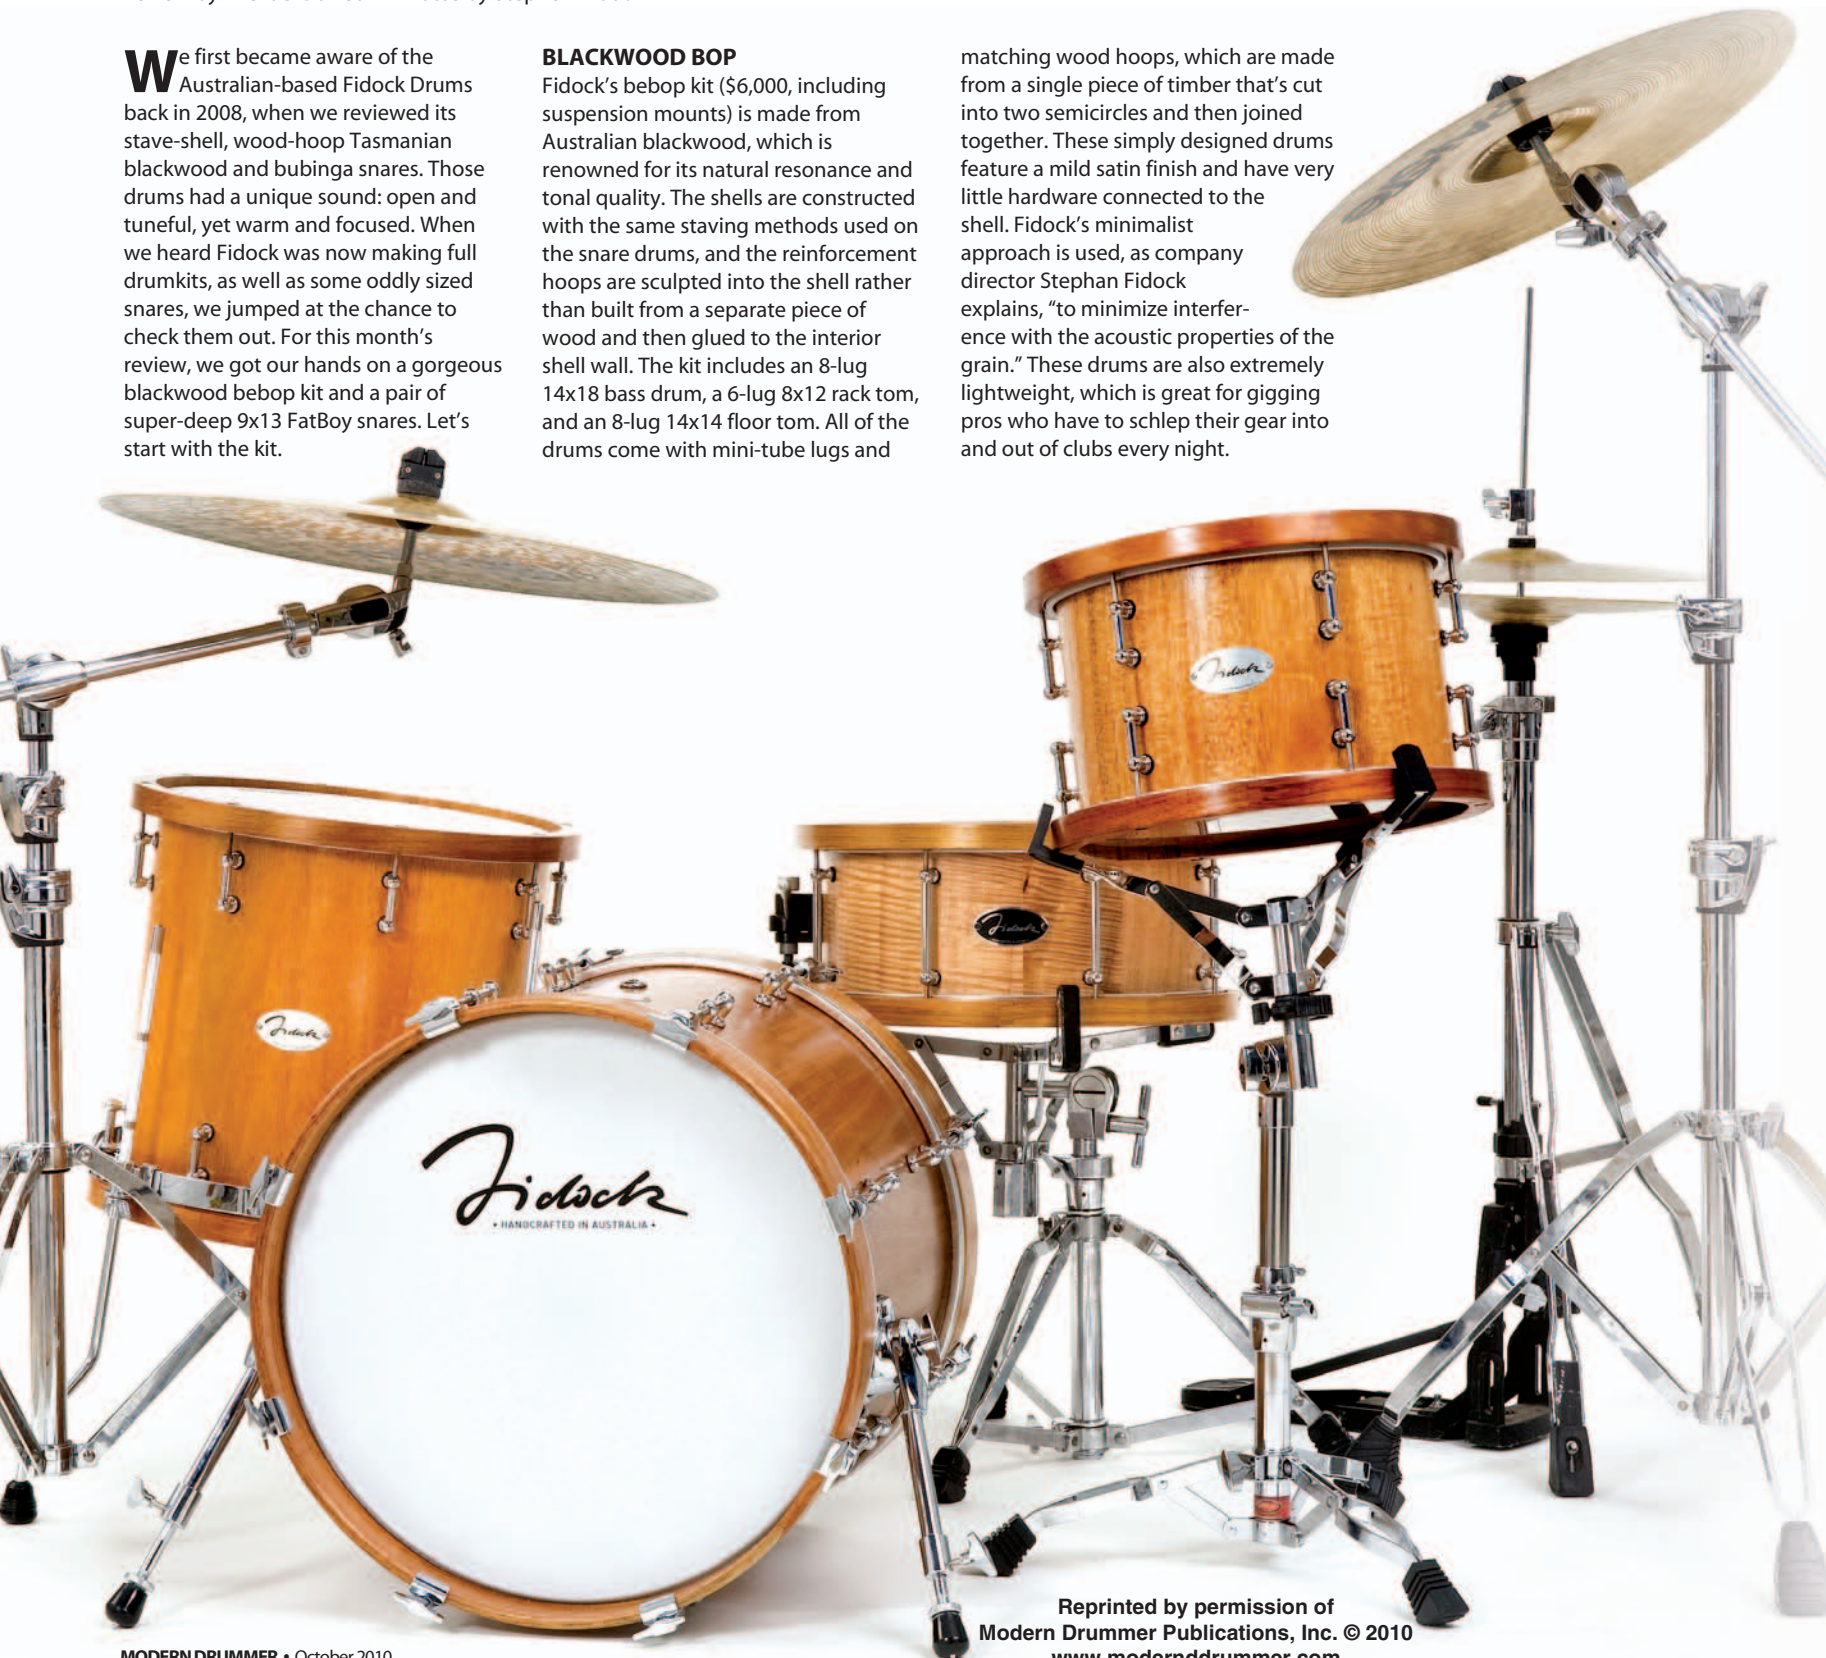 We first became aware of the
Australian-based Fidock Drums
back in 2008, when we reviewed its
stave-shell, wood-hoop Tasmanian
blackwood and bubinga snares. Those
drums had a unique sound: open and
tuneful, yet warm and focused. When
we heard Fidock was now making full
drumkits, as well as some oddly sized
snares, we jumped at the chance to
check them out. For this month's
review, we got our hands on a gorgeous
blackwood bebop kit and a pair of
super-deep 9x13 FatBoy snares. Let's
start with the kit.
BLACKWOOD BOP
Fidock's bebop kit ($6,000, including
suspension mounts) is made from
Australian blackwood, which is
renowned for its natural resonance and
tonal quality. The shells are constructed
with the same staving methods used on
the snare drums, and the reinforcement
hoops are sculpted into the shell rather
than built from a separate piece of
wood and then glued to the interior
shell wall. The kit includes an 8-lug
14x18 bass drum, a 6-lug 8x12 rack tom,
and an 8-lug 14x14 floor tom. All of the
drums come with mini-tube lugs and
matching wood hoops, which are made
from a single piece of timber that's cut
into two semicircles and then joined
together. These simply designed drums
feature a mild satin finish and have very
little hardware connected to the
shell. Fidock's minimalist
approach is used, as company
director Stephan Fidock
explains, "to minimize interfer-
ence with the acoustic properties of the
grain." These drums are also extremely
lightweight, which is great for gigging
pros who have to schlep their gear into
and out of clubs every night.
Fidock
Fidock
Fidock
Fidock
• HANDCRAFTED IN AUSTRALIA •
Reprinted by permission of
Modern Drummer Publications, Inc. © 2010
www.modernddrummer.com
MODERN DRUMMER • October 2010